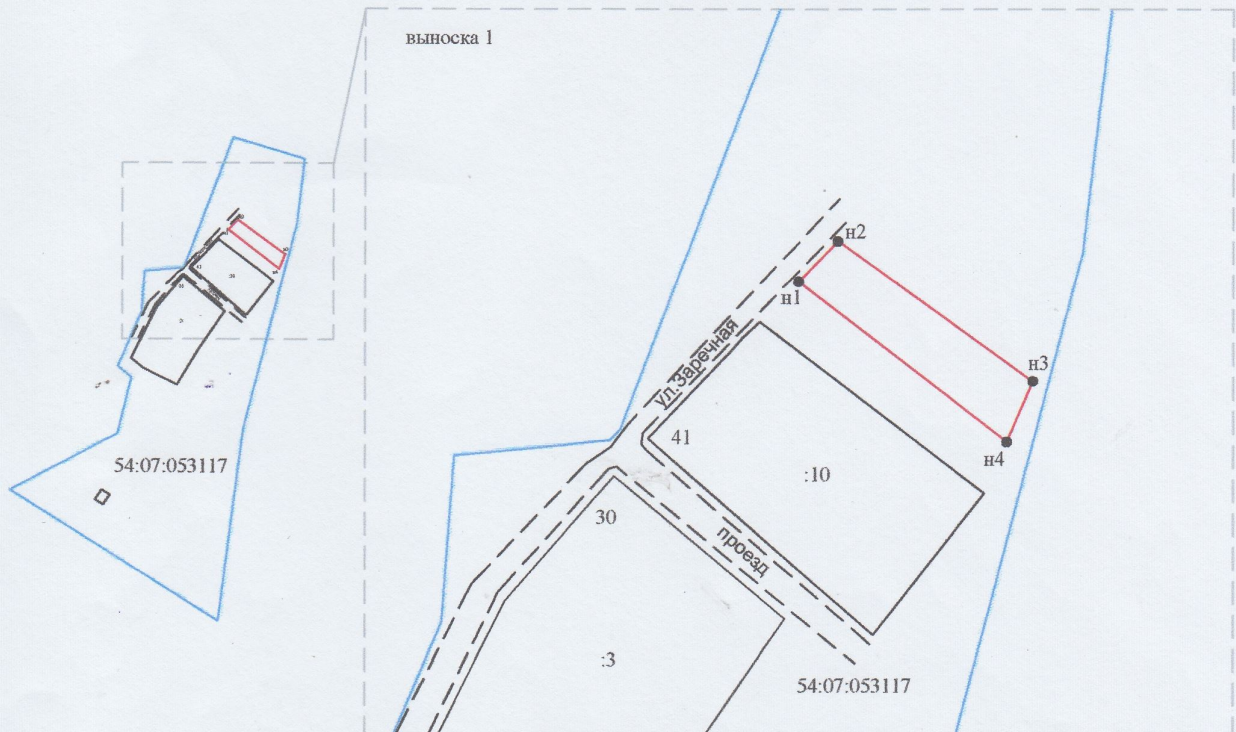 выноска 1
н2
н1
н3
ул.Заречная
41
н4
:10
54:07:053117
30
проезд
:3
54:07:053117